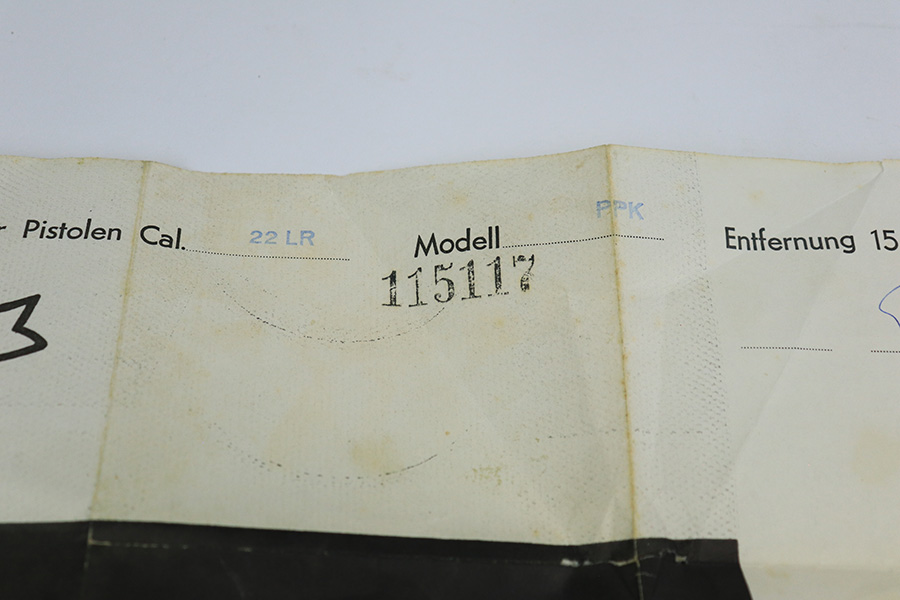 r Pistolen Cal. 22 LR Modell PPK Entfernung 15
115117